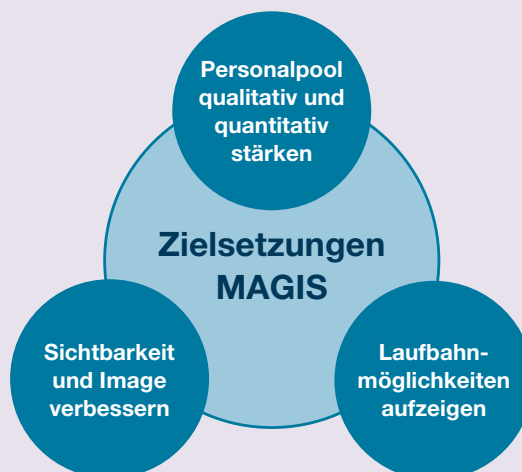 Personalpool
qualitativ und
quantitativ
stärken
Zielsetzungen
MAGIS
Sichtbarkeit
und Image
verbessern
Laufbahn-
möglichkeiten
aufzeigen